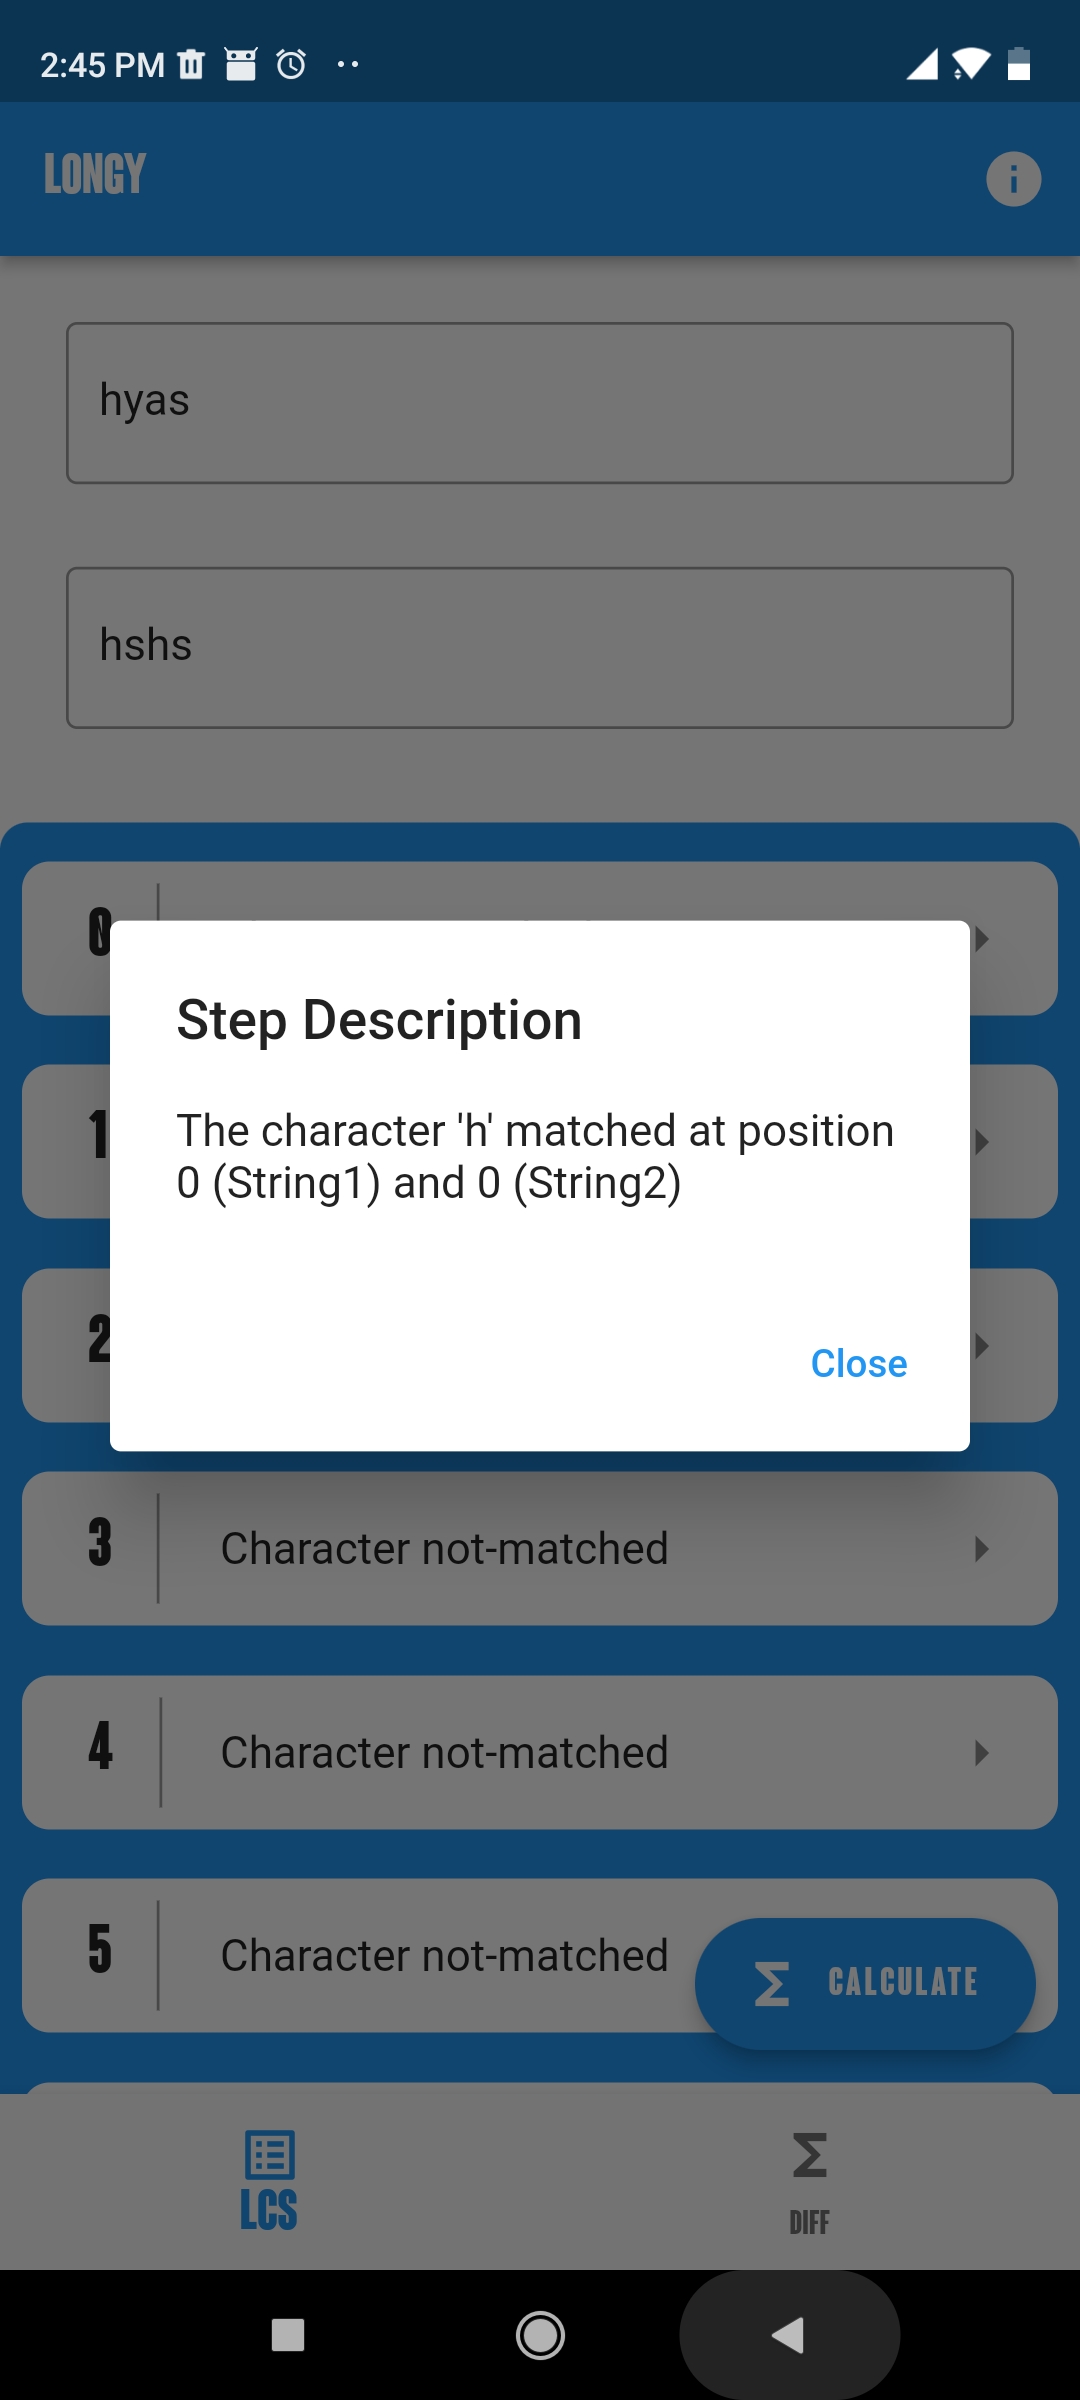 2:45 PM
LONGY
hyas
hshs
0
Step Description
The character 'h' matched at position
0 (String1) and 0 (String2)
Close
1
2
3 Character not-matched
4 Character not-matched
5 Character not-matched
CALCULATE
LCS
DIFF